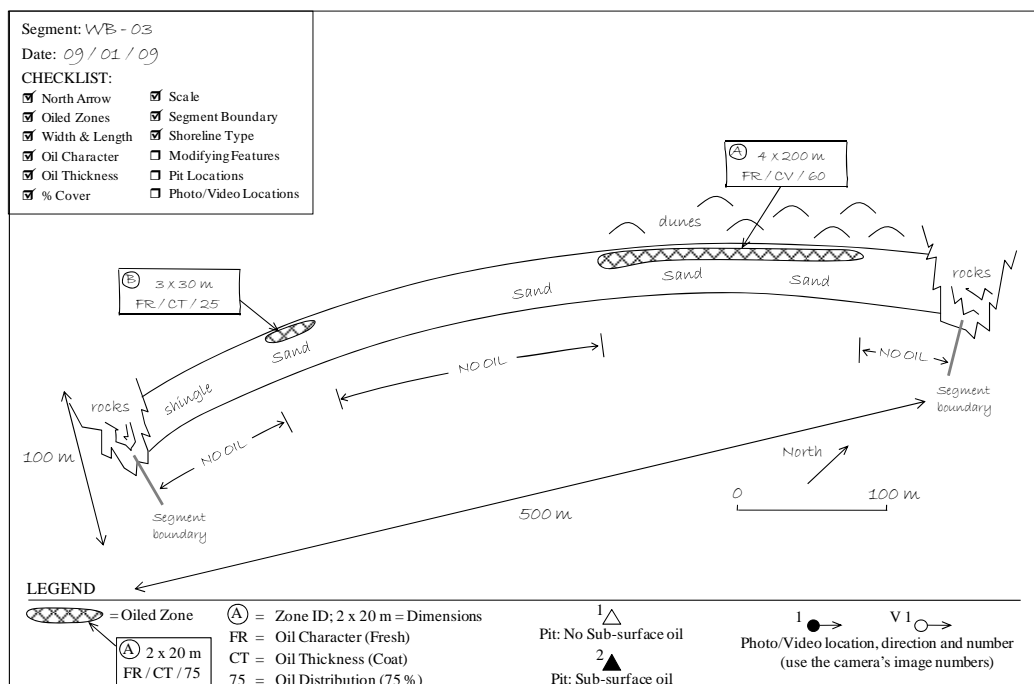 Segment: WB - 03
Date: 09 / 01 / 09
CHECKLIST:
North Arrow
Oiled Zones
Width & Length
Oil Character
Oil Thickness
% Cover
Scale
Segment Boundary
Shoreline Type
Modifying Features
Pit Locations
Photo/Video Locations
A 4 x 200 m
FR / CV / 60
dunes
B 3 x 30 m
FR / CT / 25
Sand
Sand
Sand
Sand
rocks
shingle
rocks
NO OIL
NO OIL
NO OIL
Segment
boundary
100 m
Segment
boundary
North
500 m
0 100 m
LEGEND
= Oiled Zone
A 2 x 20 m
FR / CT / 75
A = Zone ID; 2 x 20 m = Dimensions
FR = Oil Character (Fresh)
CT = Oil Thickness (Coat)
75 = Oil Distribution (75 %)
1
Pit: No Sub-surface oil
2
Pit: Sub-surface oil
1 V 1
Photo/Video location, direction and number
(use the camera's image numbers)